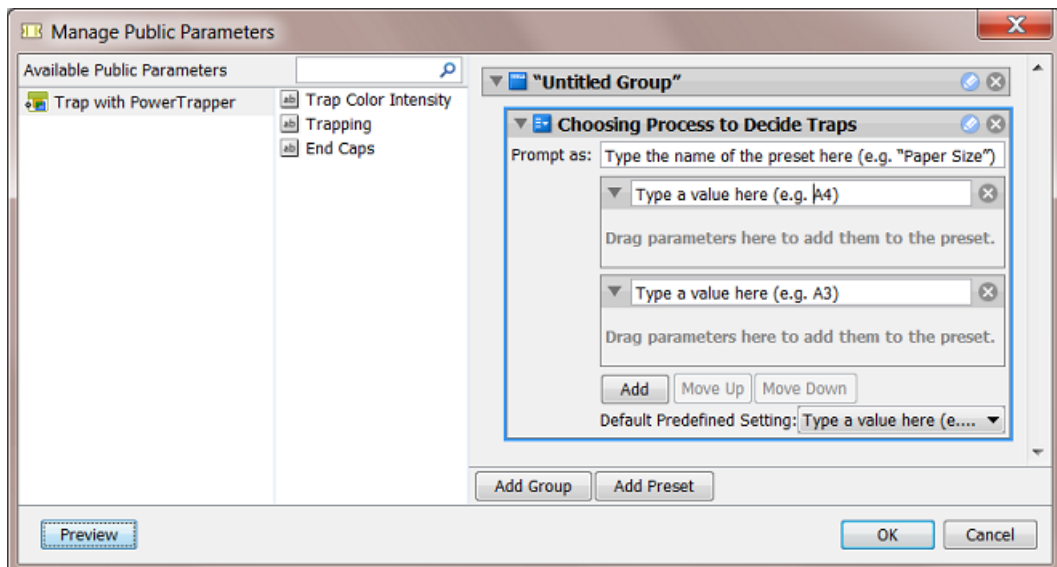 Manage Public Parameters
X
Available Public Parameters
Trap with PowerTrapper
ab Trap Color Intensity
ab Trapping
ab End Caps
“Untitled Group”
Choosing Process to Decide Traps
Prompt as: Type the name of the preset here (e.g. “Paper Size”)
Type a value here (e.g. A4)
Drag parameters here to add them to the preset.
Type a value here (e.g. A3)
Drag parameters here to add them to the preset.
Add Move Up Move Down
Default Predefined Setting: Type a value here (e....
Add Group Add Preset
Preview OK Cancel